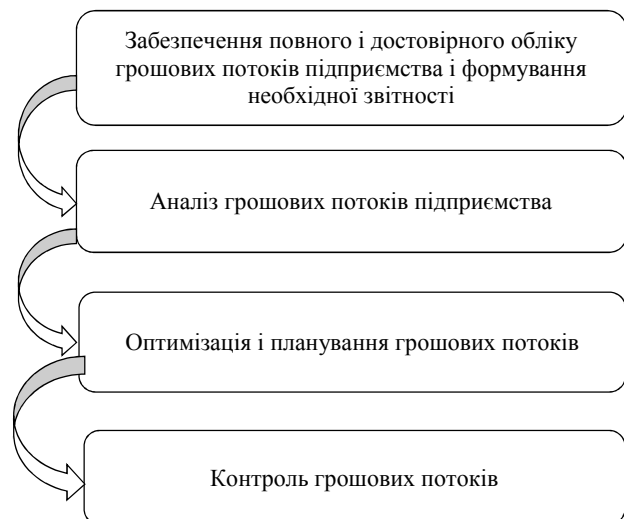 Забезпечення повного і достовірного обліку
грошових потоків підприємства і формування
необхідної звітності
Аналіз грошових потоків підприємства
Оптимізація і планування грошових потоків
Контроль грошових потоків